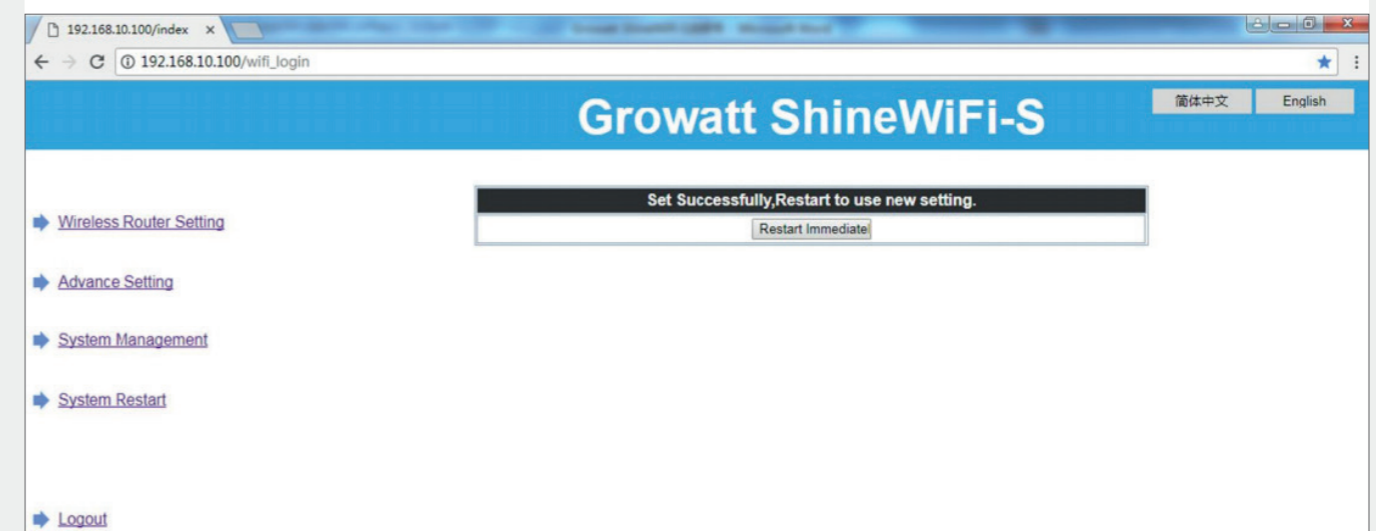 192.168.10.100/index
192.168.10.100/wifi_login
Growatt ShineWiFi-S
简体中文 English
Set Successfully,Restart to use new setting.
Wireless Router Setting
Restart Immediatel
Advance Setting
System Management
System Restart
Logout